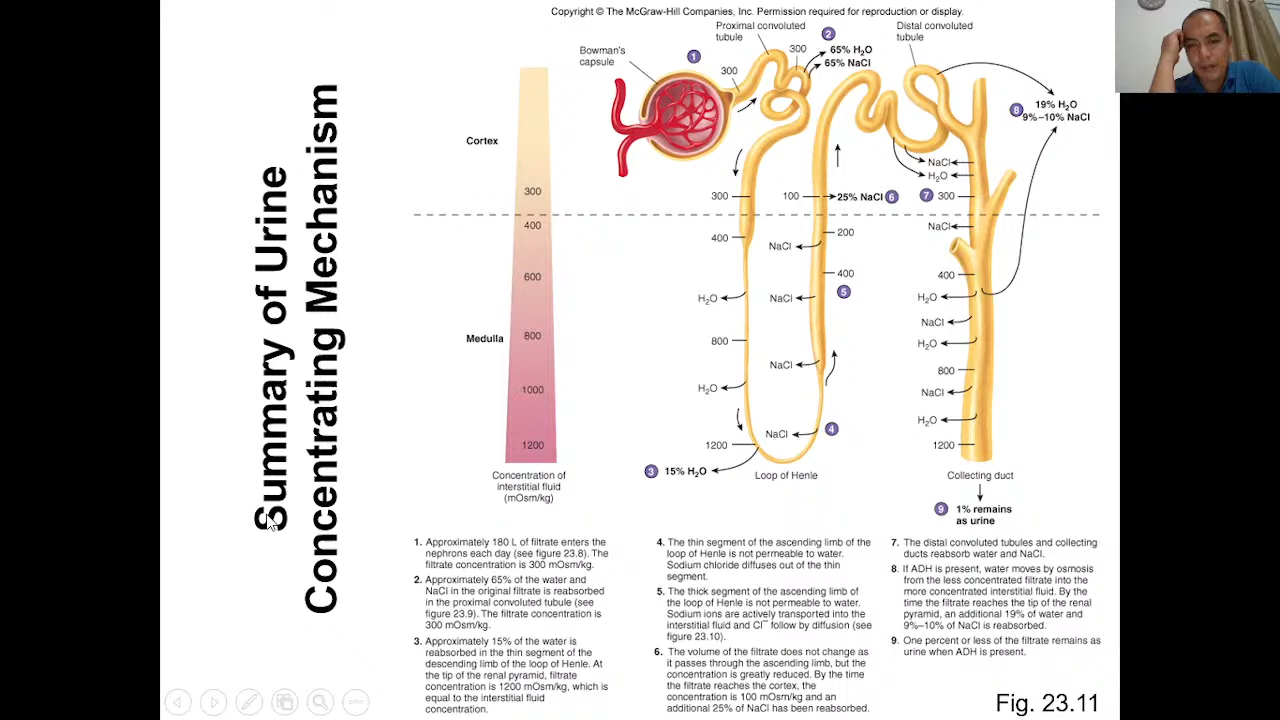 Copyright © The McGraw-Hill Companies, Inc. Permission required for reproduction or display.
Summary of Urine
Concentrating Mechanism
Cortex
Medulla
300
400
600
800
1000
1200
Concentration of
interstitial fluid
(mOsm/kg)
Bowman's
capsule
1
Proximal convoluted
tubule
300
300
2
65% H₂O
65% NaCl
Distal convoluted
tubule
8
19% H₂O
9%–10% NaCl
NaCl
H₂O
300
100
25% NaCl
6
7
300
400
NaCl
200
NaCl
400
400
H₂O
NaCl
5
H₂O
NaCl
800
H₂O
NaCl
800
H₂O
NaCl
NaCl
4
H₂O
1200
1200
3
15% H₂O
Loop of Henle
Collecting duct
9
1% remains
as urine
1. Approximately 180 L of filtrate enters the
nephrons each day (see figure 23.8). The
filtrate concentration is 300 mOsm/kg.
2. Approximately 65% of the water and
NaCl in the original filtrate is reabsorbed
in the proximal convoluted tubule (see
figure 23.9). The filtrate concentration is
300 mOsm/kg.
3. Approximately 15% of the water is
reabsorbed in the thin segment of the
descending limb of the loop of Henle. At
the tip of the renal pyramid, filtrate
concentration is 1200 mOsm/kg, which is
equal to the interstitial fluid
concentration.
4. The thin segment of the ascending limb of the
loop of Henle is not permeable to water.
Sodium chloride diffuses out of the thin
segment.
5. The thick segment of the ascending limb of
the loop of Henle is not permeable to water.
Sodium ions are actively transported into the
interstitial fluid and Cl⁻ follow by diffusion (see
figure 23.10).
6. The volume of the filtrate does not change as
it passes through the ascending limb, but the
concentration is greatly reduced. By the time
the filtrate reaches the cortex, the
concentration is 100 mOsm/kg and an
additional 25% of NaCl has been reabsorbed.
7. The distal convoluted tubules and collecting
ducts reabsorb water and NaCl.
8. If ADH is present, water moves by osmosis
from the less concentrated filtrate into the
more concentrated interstitial fluid. By the
time the filtrate reaches the tip of the renal
pyramid, an additional 19% of water and
9%–10% of NaCl is reabsorbed.
9. One percent or less of the filtrate remains as
urine when ADH is present.
Fig. 23.11